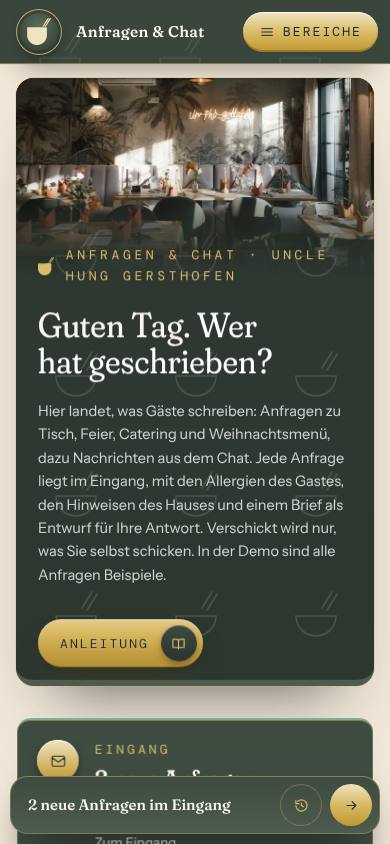 Anfragen & Chat
BEREICHE
ANFRAGEN & CHAT · UNCLE
HUNG GERSTHOFEN
Guten Tag. Wer
hat geschrieben?
Hier landet, was Gäste schreiben: Anfragen zu
Tisch, Feier, Catering und Weihnachtsmenü,
dazu Nachrichten aus dem Chat. Jede Anfrage
liegt im Eingang, mit den Allergien des Gastes,
den Hinweisen des Hauses und einem Brief als
Entwurf für Ihre Antwort. Verschickt wird nur,
was Sie selbst schicken. In der Demo sind alle
Anfragen Beispiele.
ANLEITUNG
EINGANG
2 neue Anfragen im Eingang
Zum Eingang